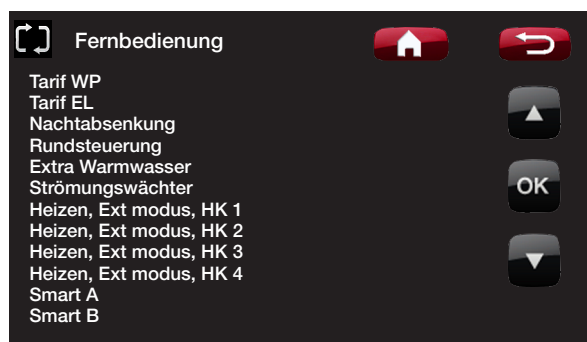 Fernbedienung
Tarif WP
Tarif EL
Nachtabsenkung
Rundsteuerung
Extra Warmwasser
Strömungswächter
Heizen, Ext modus, HK 1
Heizen, Ext modus, HK 2
Heizen, Ext modus, HK 3
Heizen, Ext modus, HK 4
Smart A
Smart B
OK